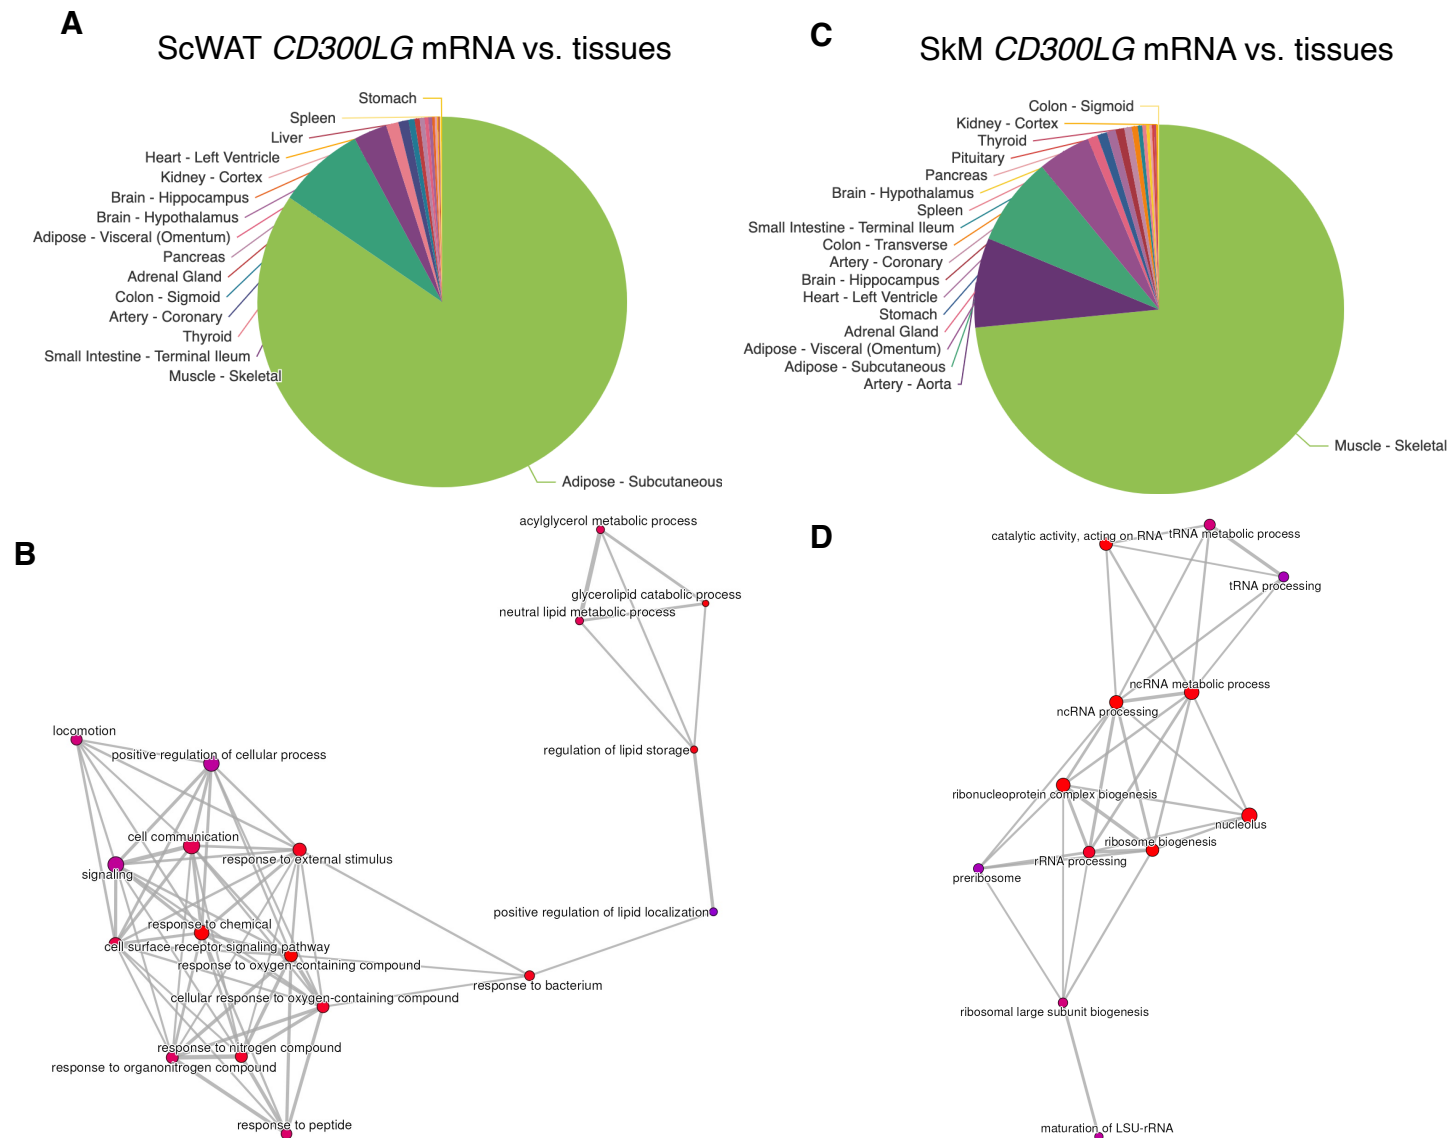 A
ScWAT CD300LG mRNA vs. tissues
Stomach
Spleen
Liver
Heart - Left Ventricle
Kidney - Cortex
Brain - Hippocampus
Brain - Hypothalamus
Adipose - Visceral (Omentum)
Pancreas
Adrenal Gland
Colon - Sigmoid
Artery - Coronary
Thyroid
Small Intestine - Terminal Ileum
Muscle - Skeletal
Adipose - Subcutaneous
C
SkM CD300LG mRNA vs. tissues
Colon - Sigmoid
Kidney - Cortex
Thyroid
Pituitary
Pancreas
Brain - Hypothalamus
Spleen
Small Intestine - Terminal Ileum
Colon - Transverse
Artery - Coronary
Brain - Hippocampus
Heart - Left Ventricle
Stomach
Adrenal Gland
Adipose - Visceral (Omentum)
Adipose - Subcutaneous
Artery - Aorta
Muscle - Skeletal
B
acylglycerol metabolic process
glycerolipid catabolic process
neutral lipid metabolic process
locomotion
positive regulation of cellular process
regulation of lipid storage
cell communication
response to external stimulus
signaling
positive regulation of lipid localization
response to chemical
cell surface receptor signaling pathway
response to oxygen-containing compound
response to bacterium
cellular response to oxygen-containing compound
response to nitrogen compound
response to organonitrogen compound
response to peptide
D
catalytic activity, acting on RNA
tRNA metabolic process
tRNA processing
ncRNA metabolic process
ncRNA processing
ribonucleoprotein complex biogenesis
nucleolus
ribosome biogenesis
rRNA processing
preribosome
ribosomal large subunit biogenesis
maturation of LSU-rRNA